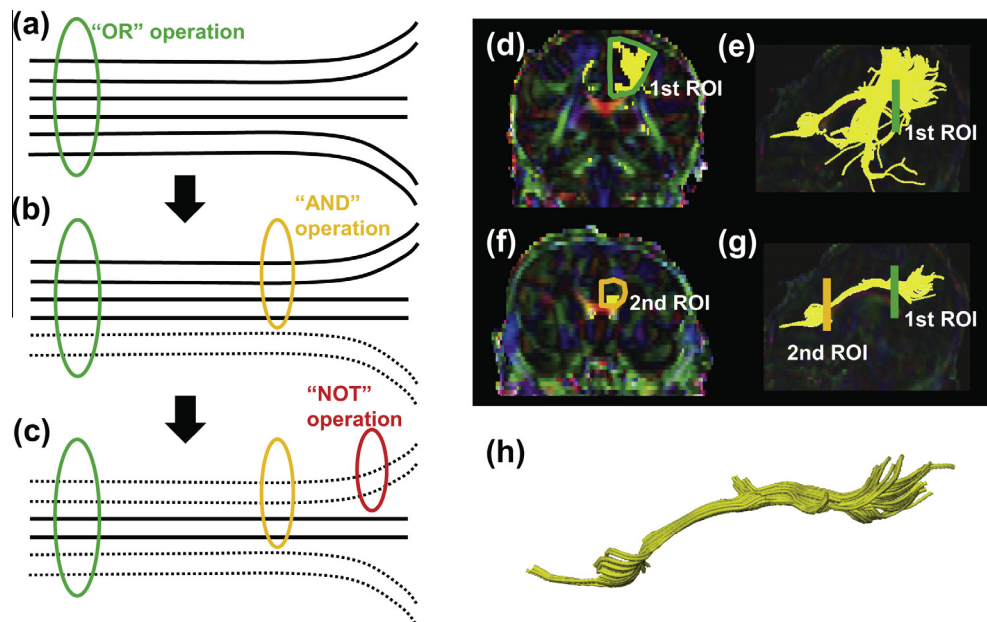 (a)
“OR” operation
(b)
“AND”
operation
(c)
“NOT”
operation
(d)
1st ROI
(e)
1st ROI
(f)
2nd ROI
(g)
1st ROI
2nd ROI
(h)